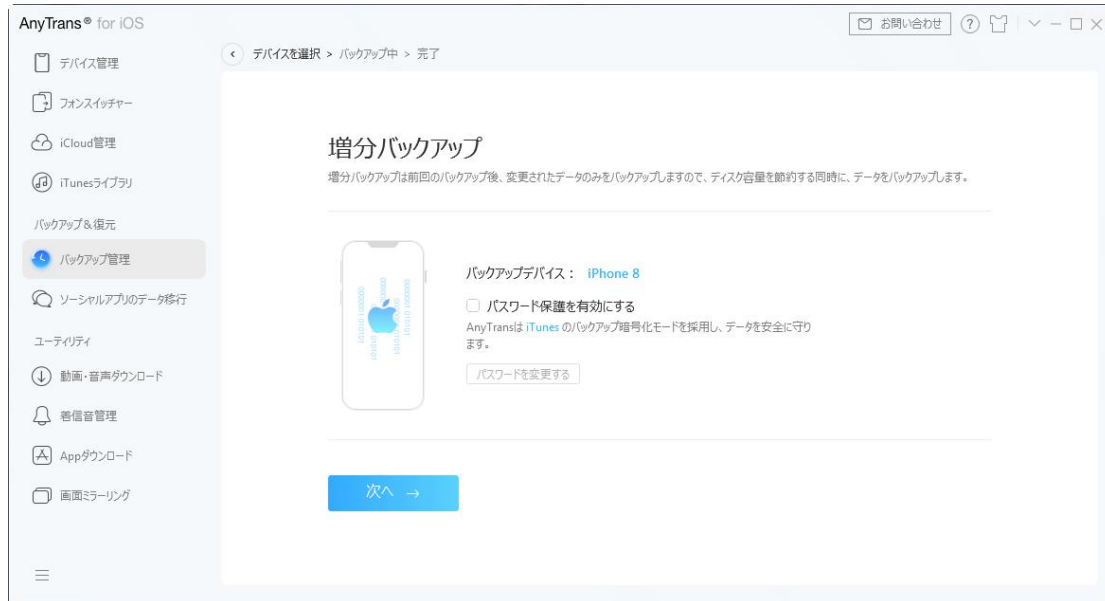 AnyTrans® for iOS
お問い合わせ
?
デバイスを選択 > バックアップ中 > 完了
デバイス管理
フォンスイッチャー
iCloud管理
iTunesライブラリ
バックアップ&復元
バックアップ管理
ソーシャルアプリのデータ移行
ユーティリティ
動画・音声ダウンロード
着信音管理
Appダウンロード
画面ミラーリング
増分バックアップ
増分バックアップは前回のバックアップ後、変更されたデータのみをバックアップしますので、ディスク容量を節約する同時に、データをバックアップします。
バックアップデバイス： iPhone 8
パスワード保護を有効にする
AnyTransは iTunes のバックアップ暗号化モードを採用し、データを安全に守り
ます。
パスワードを変更する
次へ →